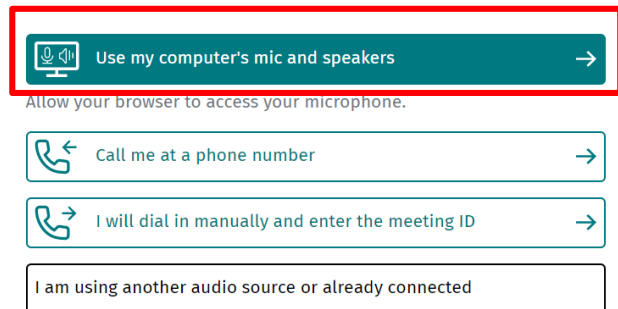 Use my computer's mic and speakers
Allow your browser to access your microphone.
Call me at a phone number
I will dial in manually and enter the meeting ID
I am using another audio source or already connected